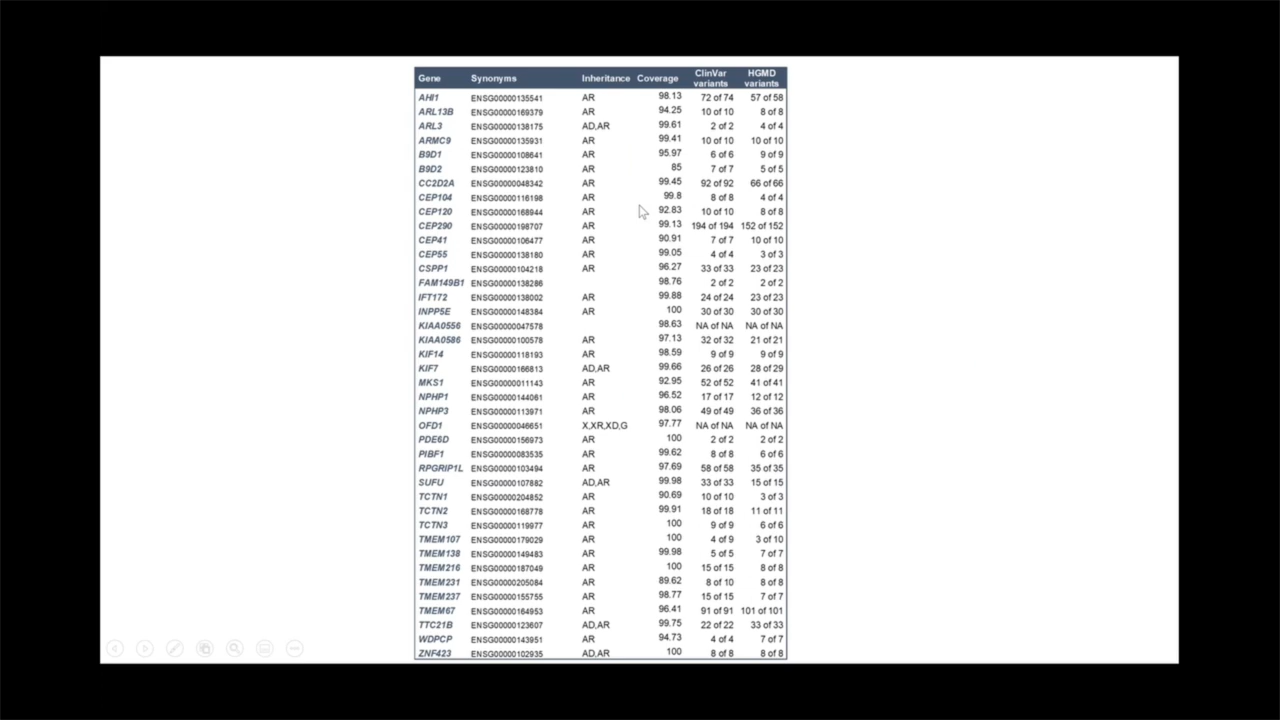 Gene Synonyms Inheritance Coverage ClinVar variants HGMD variants
AHI1 ENSG00000135541 AR 98.13 72 of 74 57 of 58
ARL13B ENSG00000169379 AR 94.25 10 of 10 8 of 8
ARL3 ENSG00000138175 AD,AR 99.61 2 of 2 4 of 4
ARMC9 ENSG00000135931 AR 99.41 10 of 10 10 of 10
B9D1 ENSG00000108641 AR 95.97 6 of 6 9 of 9
B9D2 ENSG00000123810 AR 85 7 of 7 5 of 5
CC2D2A ENSG00000048342 AR 99.45 92 of 92 66 of 66
CEP104 ENSG00000116198 AR 99.8 8 of 8 4 of 4
CEP120 ENSG00000168944 AR 92.83 10 of 10 8 of 8
CEP290 ENSG00000198707 AR 99.13 194 of 194 152 of 152
CEP41 ENSG00000106477 AR 90.91 7 of 7 10 of 10
CEP55 ENSG00000138180 AR 99.05 4 of 4 3 of 3
CSPP1 ENSG00000104218 AR 96.27 33 of 33 23 of 23
FAM149B1 ENSG00000138286 98.76 2 of 2 2 of 2
IFT172 ENSG00000138002 AR 99.88 24 of 24 23 of 23
INPP5E ENSG00000148384 AR 100 30 of 30 30 of 30
KIAA0556 ENSG00000047578 98.63 NA of NA NA of NA
KIAA0586 ENSG00000100578 AR 97.13 32 of 32 21 of 21
KIF14 ENSG00000118193 AR 98.59 9 of 9 9 of 9
KIF7 ENSG00000166813 AD,AR 99.66 26 of 26 28 of 29
MKS1 ENSG00000011143 AR 92.95 52 of 52 41 of 41
NPHP1 ENSG00000144061 AR 96.52 17 of 17 12 of 12
NPHP3 ENSG00000113971 AR 98.06 49 of 49 36 of 36
OFD1 ENSG00000046651 X,XR,XD,G 97.77 NA of NA NA of NA
PDE6D ENSG00000156973 AR 100 2 of 2 2 of 2
PIBF1 ENSG00000083535 AR 99.62 8 of 8 6 of 6
RPGRIP1L ENSG00000103494 AR 97.69 58 of 58 35 of 35
SUFU ENSG00000107882 AD,AR 99.98 33 of 33 15 of 15
TCTN1 ENSG00000204852 AR 90.69 10 of 10 3 of 3
TCTN2 ENSG00000168778 AR 99.91 18 of 18 11 of 11
TCTN3 ENSG00000119977 AR 100 9 of 9 6 of 6
TMEM107 ENSG00000179029 AR 100 4 of 9 3 of 10
TMEM138 ENSG00000149483 AR 99.98 5 of 5 7 of 7
TMEM216 ENSG00000187049 AR 100 15 of 15 8 of 8
TMEM231 ENSG00000205084 AR 89.62 8 of 10 8 of 8
TMEM237 ENSG00000155755 AR 98.77 15 of 15 7 of 7
TMEM67 ENSG00000164953 AR 96.41 91 of 91 101 of 101
TTC21B ENSG00000123607 AD,AR 99.75 22 of 22 33 of 33
WDPCP ENSG00000143951 AR 94.73 4 of 4 7 of 7
ZNF423 ENSG00000102935 AD,AR 100 8 of 8 8 of 8